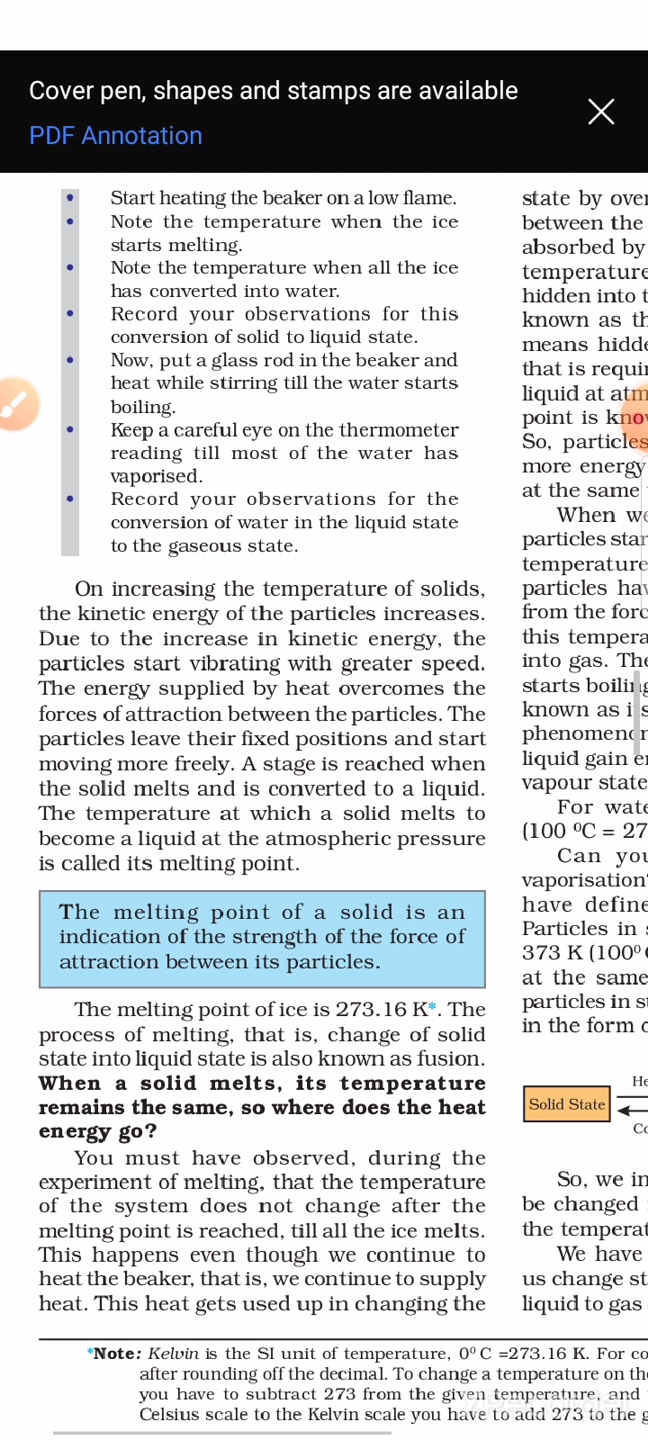 Cover pen, shapes and stamps are available
PDF Annotation
• Start heating the beaker on a low flame.
• Note the temperature when the ice
starts melting.
• Note the temperature when all the ice
has converted into water.
• Record your observations for this
conversion of solid to liquid state.
• Now, put a glass rod in the beaker and
heat while stirring till the water starts
boiling.
• Keep a careful eye on the thermometer
reading till most of the water has
vaporised.
• Record your observations for the
conversion of water in the liquid state
to the gaseous state.
On increasing the temperature of solids,
the kinetic energy of the particles increases.
Due to the increase in kinetic energy, the
particles start vibrating with greater speed.
The energy supplied by heat overcomes the
forces of attraction between the particles. The
particles leave their fixed positions and start
moving more freely. A stage is reached when
the solid melts and is converted to a liquid.
The temperature at which a solid melts to
become a liquid at the atmospheric pressure
is called its melting point.
The melting point of a solid is an
indication of the strength of the force of
attraction between its particles.
The melting point of ice is 273.16 K*. The
process of melting, that is, change of solid
state into liquid state is also known as fusion.
When a solid melts, its temperature
remains the same, so where does the heat
energy go?
You must have observed, during the
experiment of melting, that the temperature
of the system does not change after the
melting point is reached, till all the ice melts.
This happens even though we continue to
heat the beaker, that is, we continue to supply
heat. This heat gets used up in changing the
state by over
between the
absorbed by
temperature
hidden into t
known as th
means hidde
that is requir
liquid at atm
point is kno
So, particles
more energy
at the same
When we
particles star
temperature
particles hav
from the forc
this tempera
into gas. The
starts boiling
known as its
phenomenon
liquid gain en
vapour state
For wate
(100 ⁰C = 27
Can you
vaporisation?
have define
Particles in s
373 K (100⁰
at the same
particles in st
in the form o
Solid State
He
Co
So, we in
be changed
the temperat
We have
us change st
liquid to gas
*Note: Kelvin is the SI unit of temperature, 0⁰ C =273.16 K. For co
after rounding off the decimal. To change a temperature on the
you have to subtract 273 from the given temperature, and
Celsius scale to the Kelvin scale you have to add 273 to the g